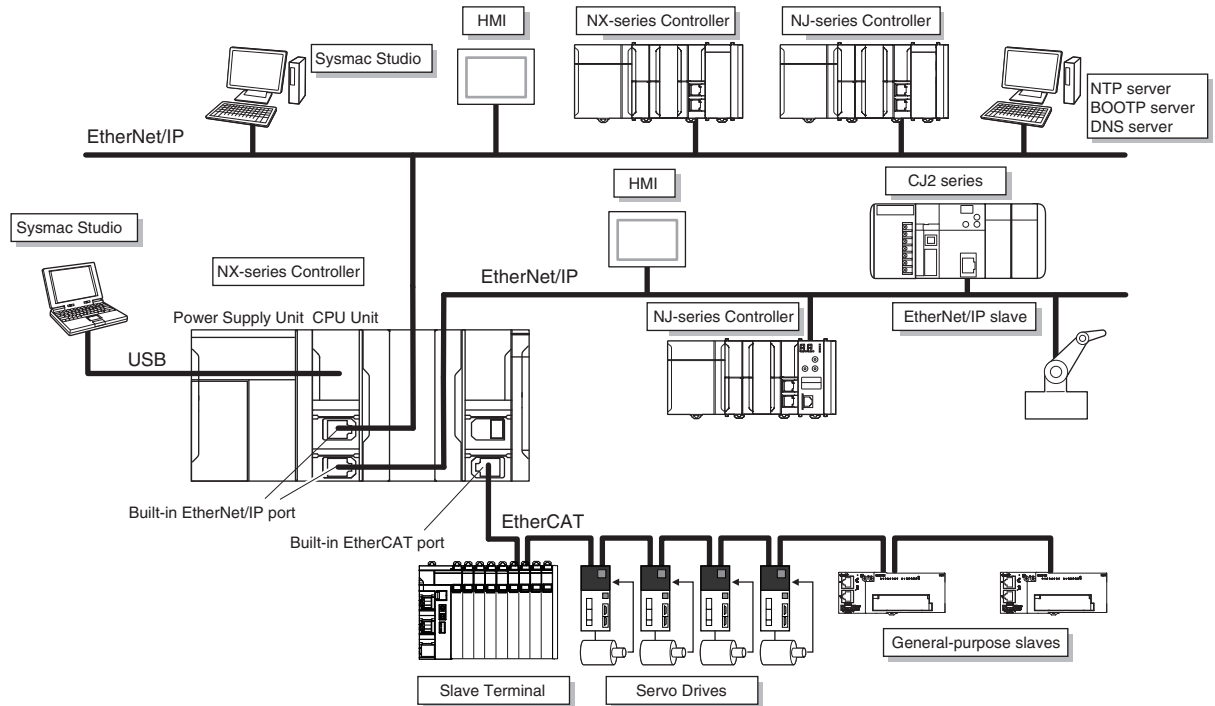 HMI
NX-series Controller
NJ-series Controller
Sysmac Studio
NTP server
BOOTP server
DNS server
EtherNet/IP
HMI
CJ2 series
Sysmac Studio
NX-series Controller
EtherNet/IP
Power Supply Unit CPU Unit
NJ-series Controller
EtherNet/IP slave
USB
Built-in EtherNet/IP port
Built-in EtherCAT port
EtherCAT
General-purpose slaves
Slave Terminal
Servo Drives